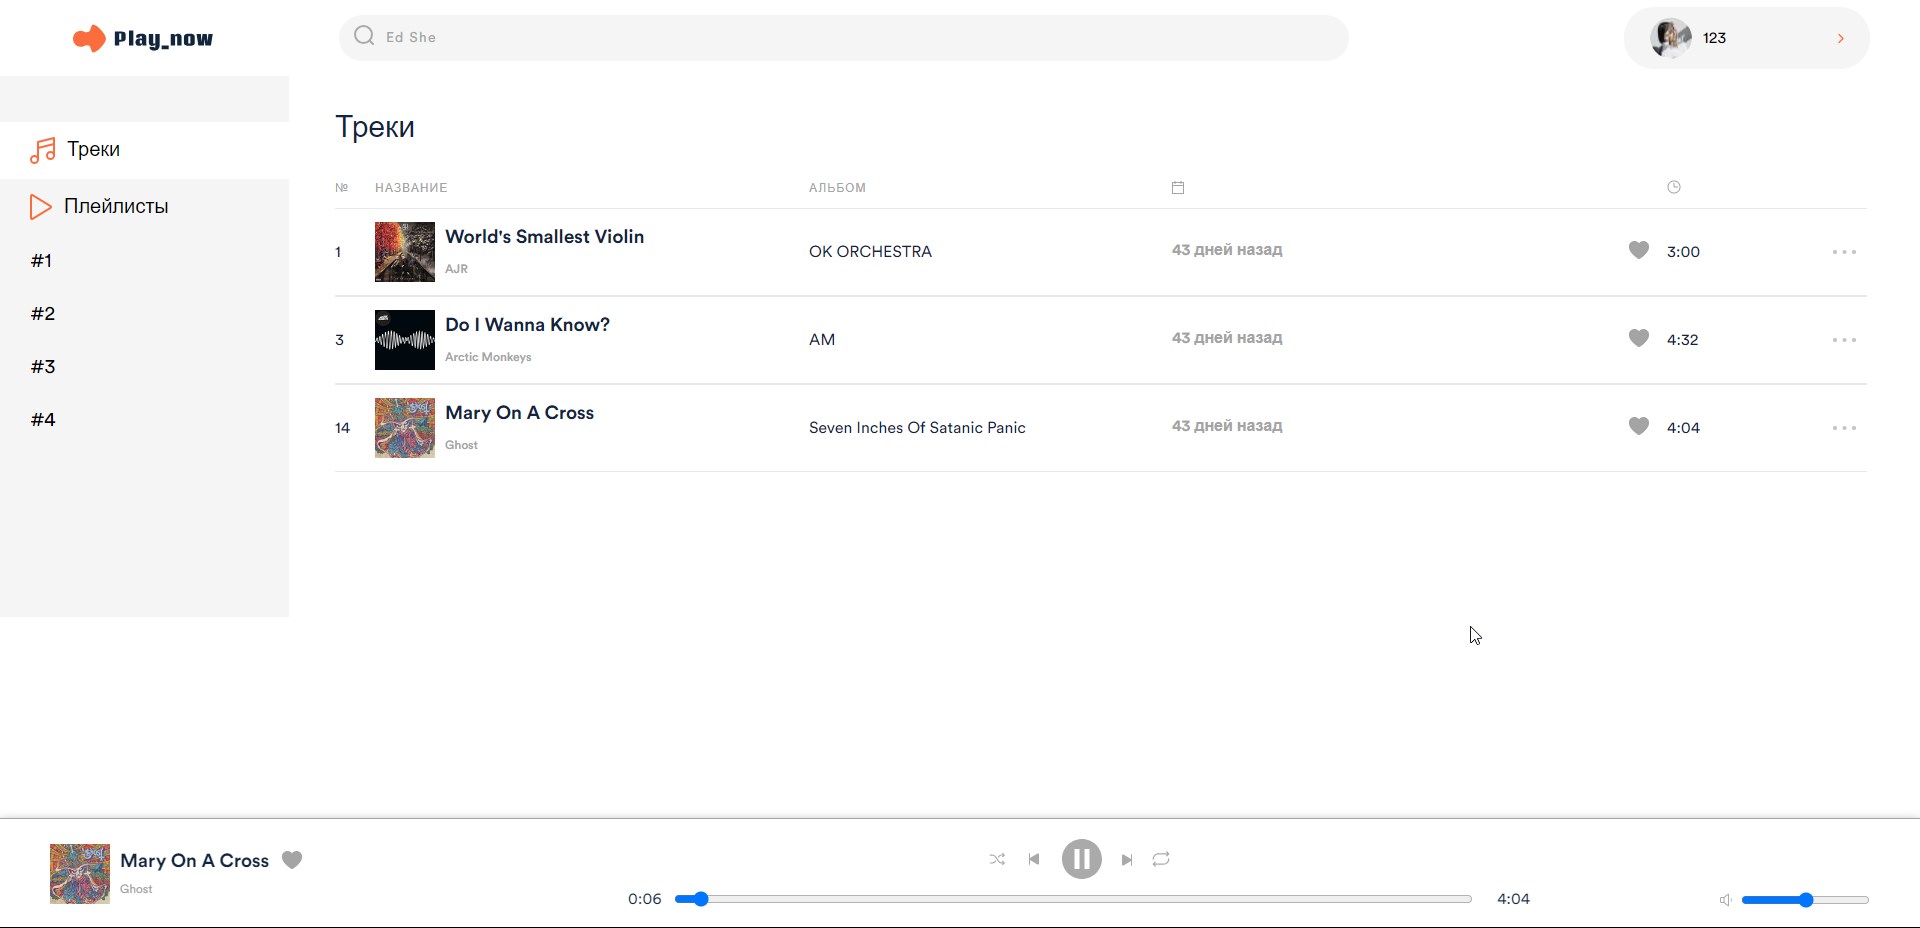 Play_now
Ed She
123
Треки
Плейлисты
#1
#2
#3
#4
Треки
№ НАЗВАНИЕ АЛЬБОМ
1 World's Smallest Violin OK ORCHESTRA 43 дней назад 3:00
AJR
3 Do I Wanna Know? AM 43 дней назад 4:32
Arctic Monkeys
14 Mary On A Cross Seven Inches Of Satanic Panic 43 дней назад 4:04
Ghost
Mary On A Cross
Ghost
0:06 4:04